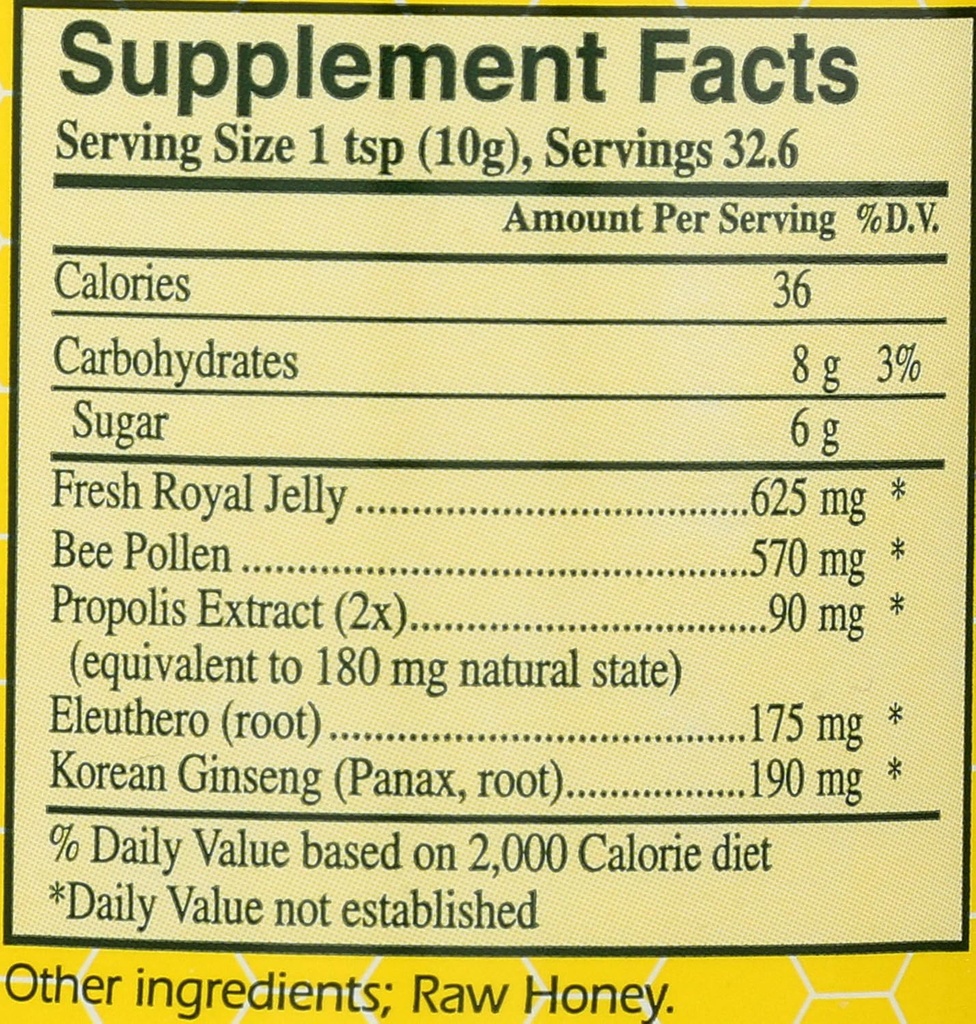 Supplement Facts
Serving Size 1 tsp (10g), Servings 32.6
Amount Per Serving %D.V.
Calories 36
Carbohydrates 8 g 3%
Sugar 6 g
Fresh Royal Jelly..................................625 mg *
Bee Pollen............................................570 mg *
Propolis Extract (2x)...............................90 mg *
(equivalent to 180 mg natural state)
Eleuthero (root)....................................175 mg *
Korean Ginseng (Panax, root)................190 mg *
% Daily Value based on 2,000 Calorie diet
*Daily Value not established
Other ingredients; Raw Honey.